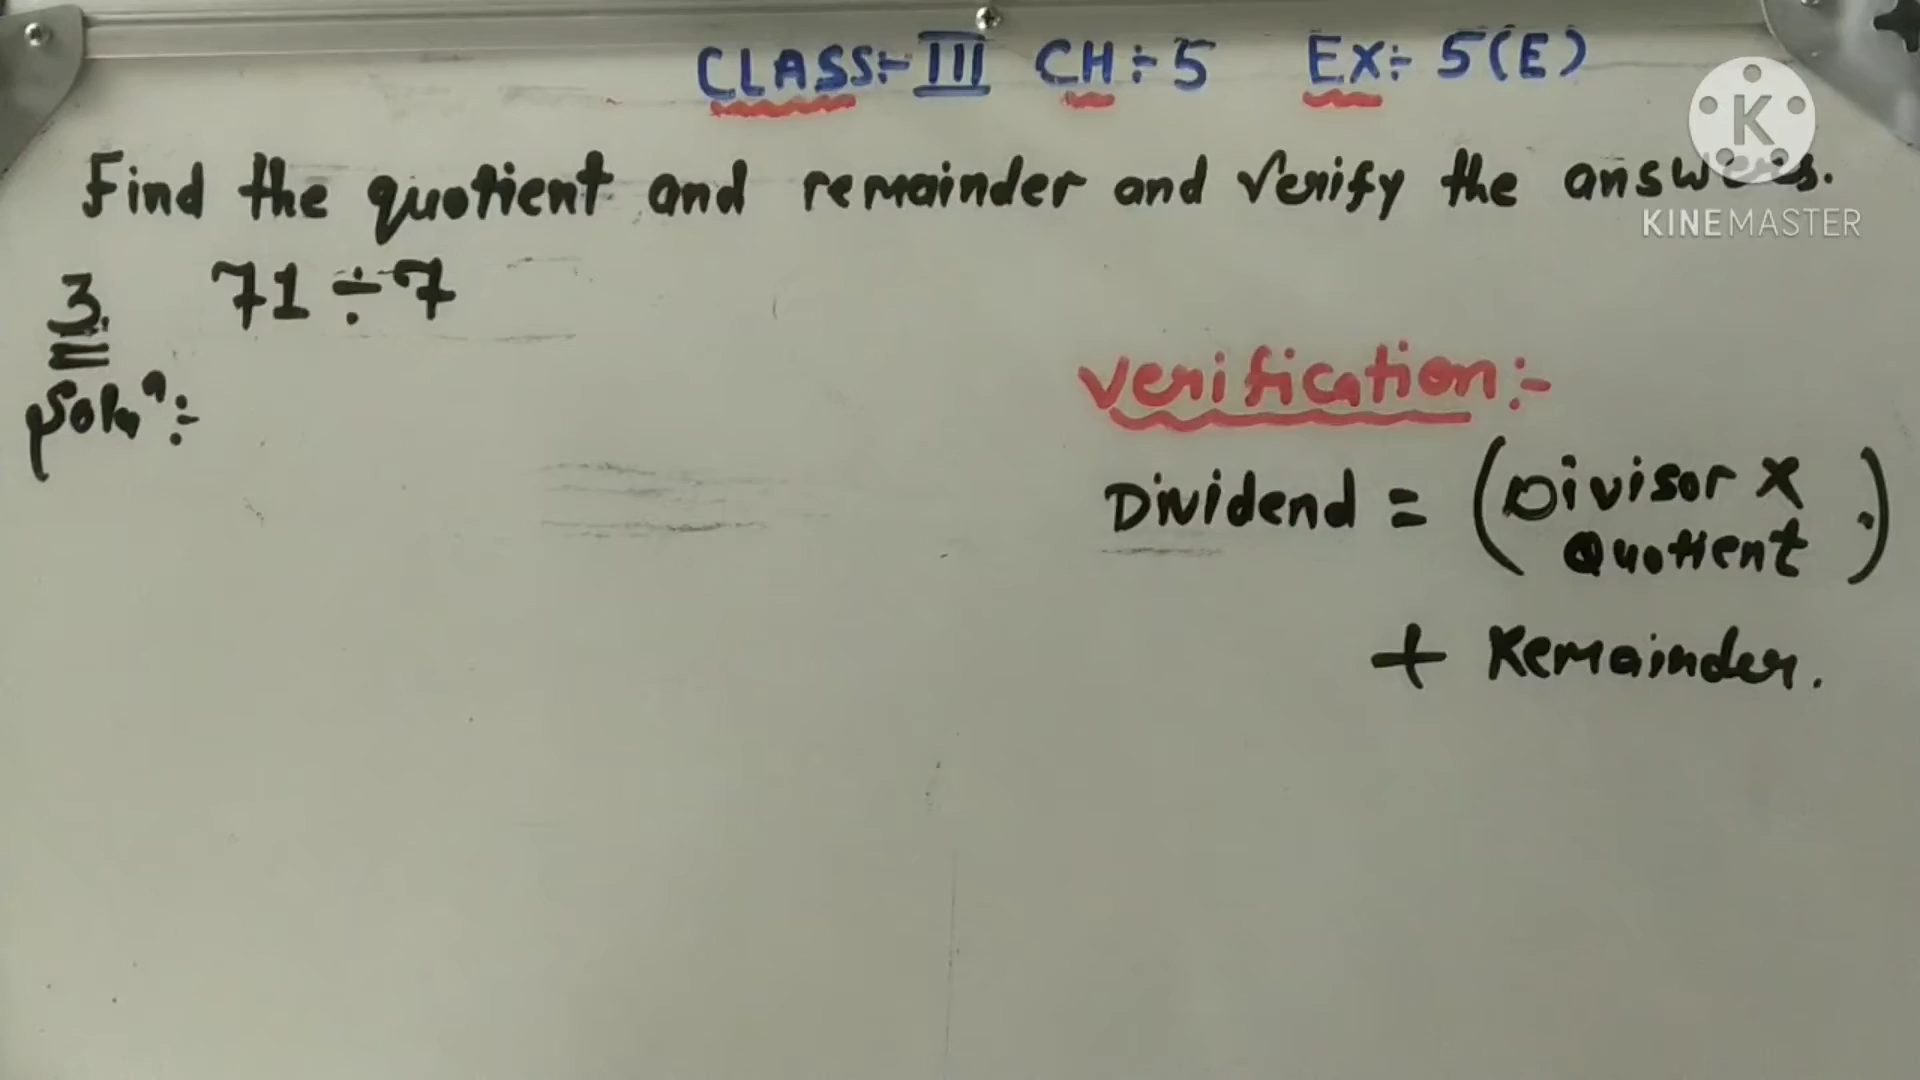 CLASS:- III CH:- 5 EX:- 5(E)
Find the quotient and remainder and verify the answers.
K
KINEMASTER
3. 71÷7
Solnⁿ:-
Verification:-
Dividend = (Divisor x
Quotient)
+ Remainder.